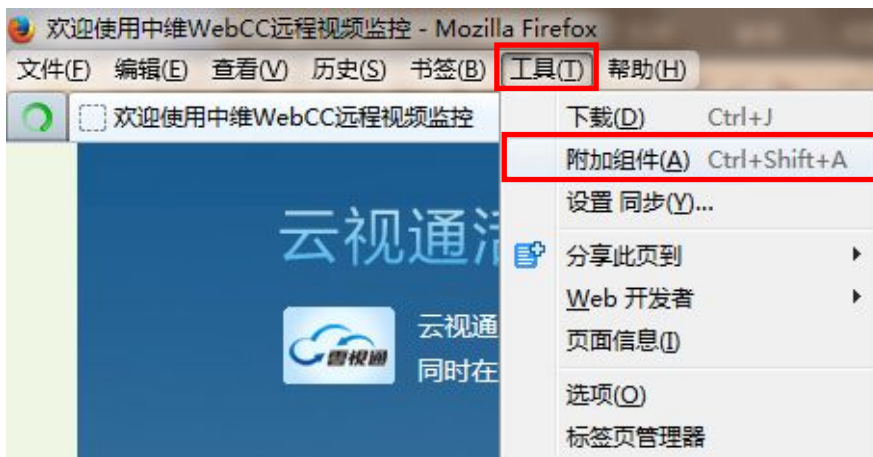 欢迎使用中维WebCC远程视频监控 - Mozilla Firefox
文件(F) 编辑(E) 查看(V) 历史(S) 书签(B) 工具(T) 帮助(H)
欢迎使用中维WebCC远程视频监控
下载(D) Ctrl+J
附加组件(A) Ctrl+Shift+A
设置 同步(Y)...
分享此页到
Web 开发者
页面信息(I)
选项(O)
标签页管理器
云视通
云视通
同时在
雲视通